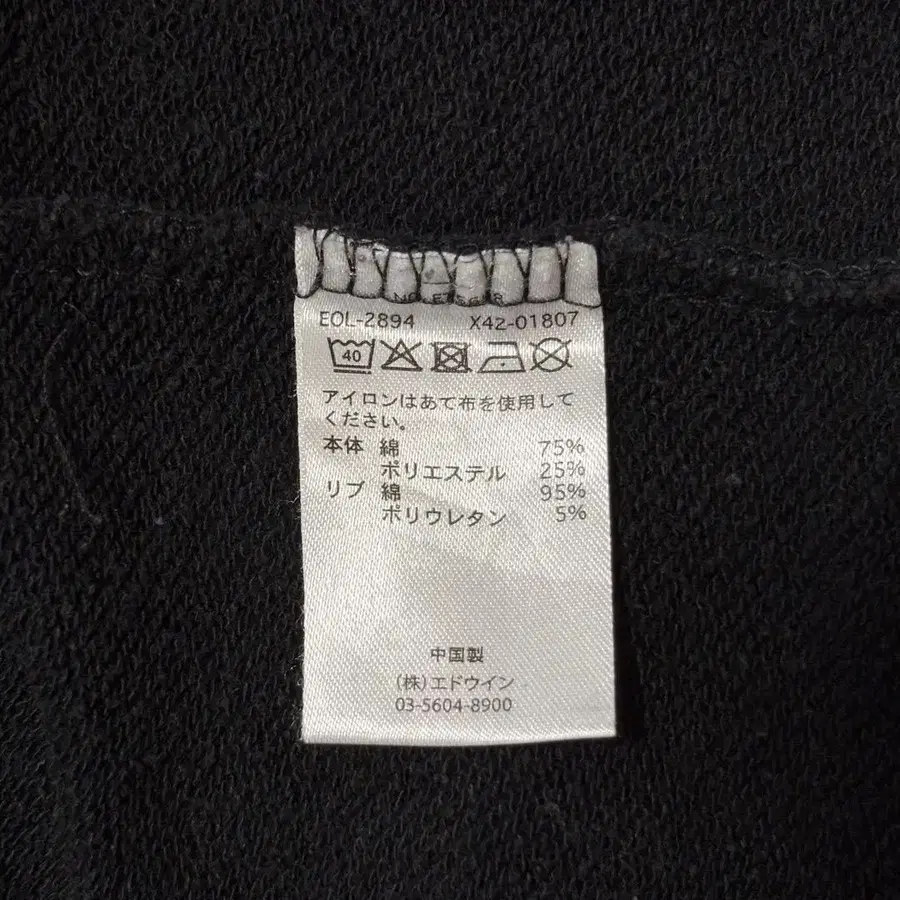 EOL-2894 X42-01807
40
アイロンはあて布を使用して
ください。
本体 綿 75%
ポリエステル 25%
リブ 綿 95%
ポリウレタン 5%
中国製
(株)エドウイン
03-5604-8900